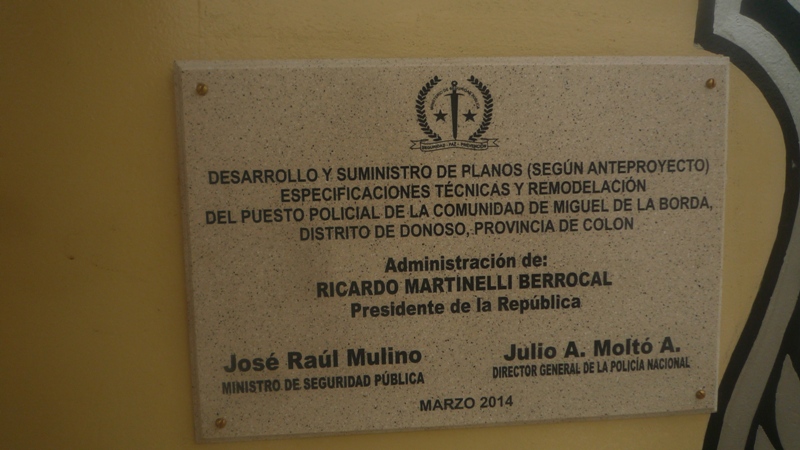 DESARROLLO Y SUMINISTRO DE PLANOS (SEGÚN ANTEPROYECTO)
ESPECIFICACIONES TÉCNICAS Y REMODELACIÓN
DEL PUESTO POLICIAL DE LA COMUNIDAD DE MIGUEL DE LA BORDA,
DISTRITO DE DONOSO, PROVINCIA DE COLON
Administración de:
RICARDO MARTINELLI BERROCAL
Presidente de la República
José Raúl Mulino
MINISTRO DE SEGURIDAD PÚBLICA
Julio A. Moltó A.
DIRECTOR GENERAL DE LA POLICÍA NACIONAL
MARZO 2014